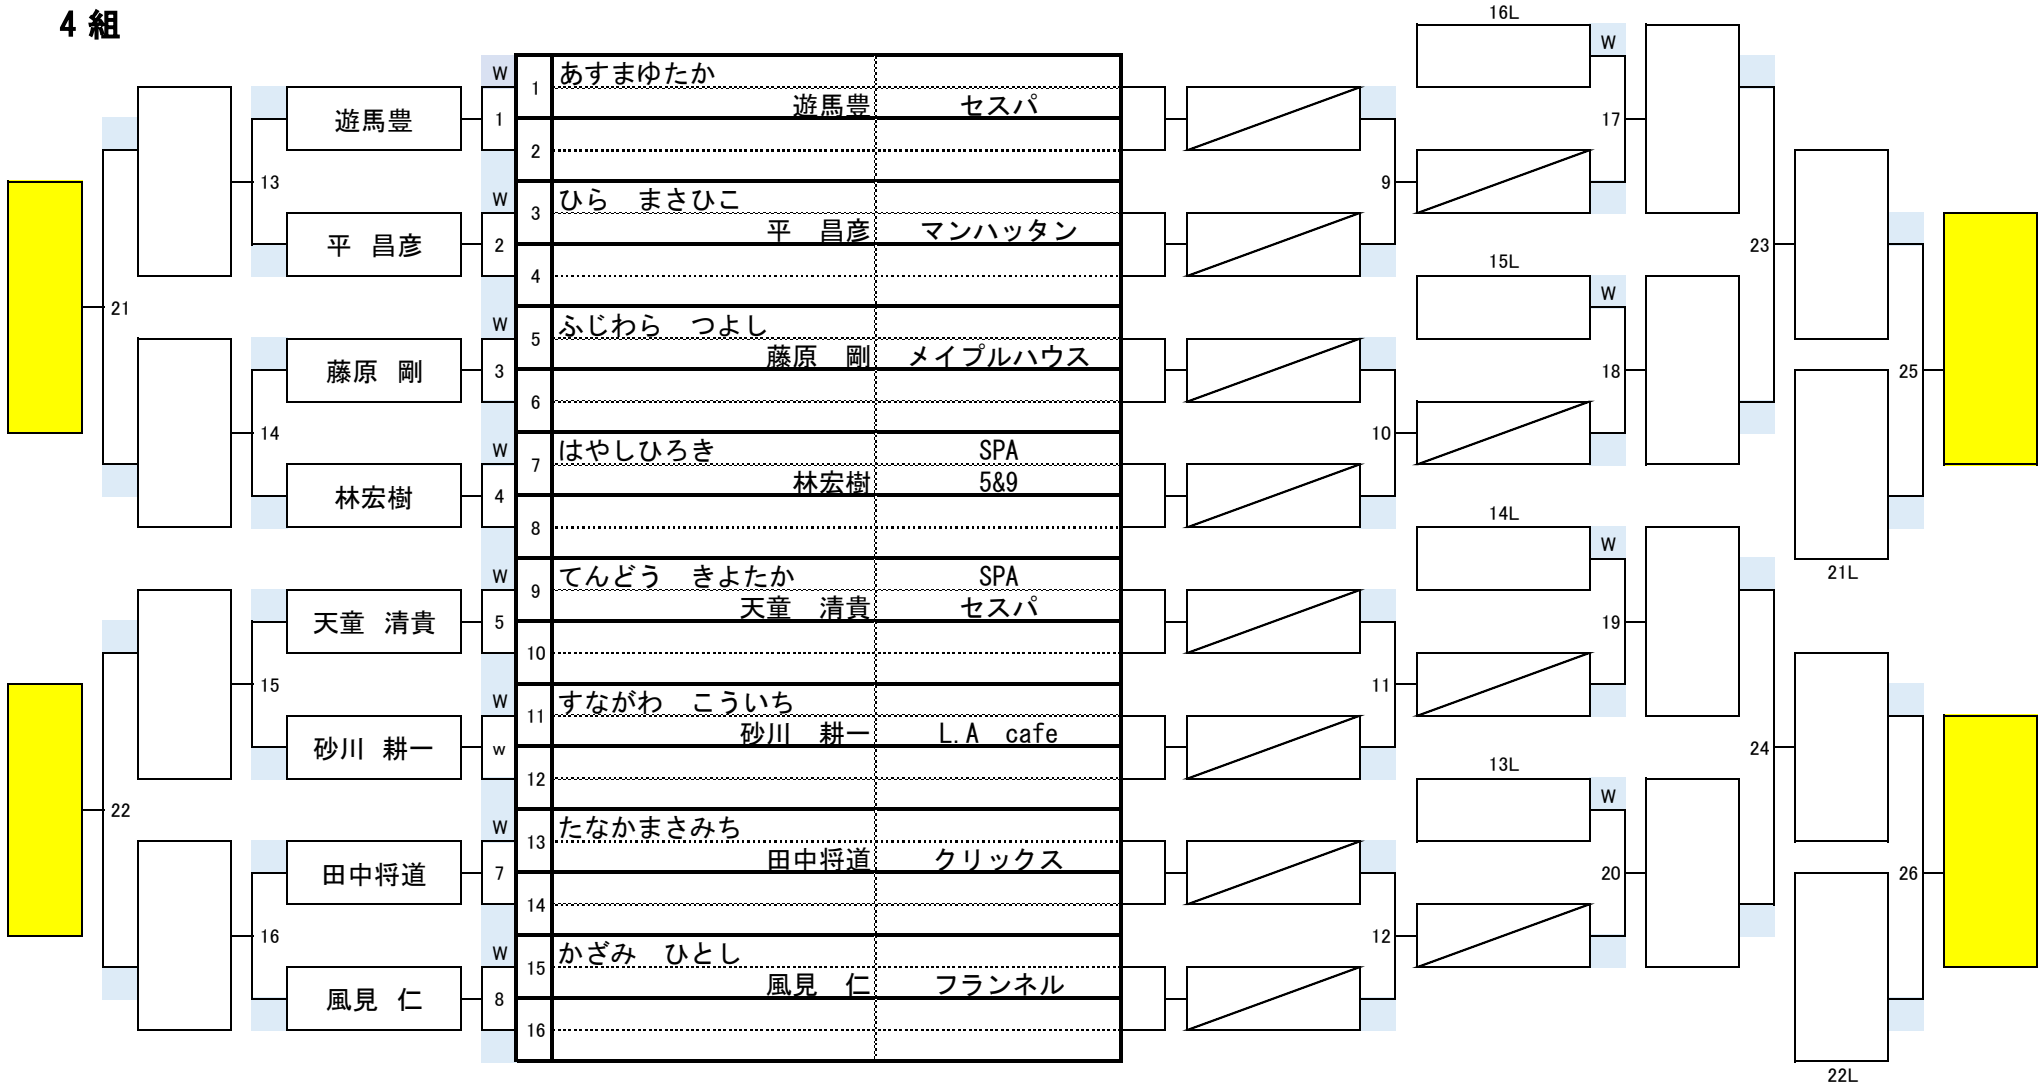 4 組
16L
W
W
1
あすまゆたか
遊馬豊
遊馬豊
セスパ
1
17
2
13
9
W
ひら　まさひこ
3
平　昌彦
平　昌彦
マンハッタン
2
23
4
15L
W
21
W
ふじわら　つよし
5
藤原　剛
藤原　剛
メイプルハウス
3
18
25
6
14
10
W
はやしひろき
SPA
7
林宏樹
林宏樹
5&9
4
14L
8
W
21L
W
てんどう　きよたか
SPA
9
天童　清貴
天童　清貴
セスパ
5
19
10
15
11
W
すながわ　こういち
11
砂川　耕一
砂川　耕一
L.A　cafe
w
24
13L
12
W
22
W
たなかまさみち
13
田中将道
田中将道
クリックス
7
20
26
14
16
12
W
かざみ　ひとし
15
風見　仁
風見　仁
フランネル
8
16
22L